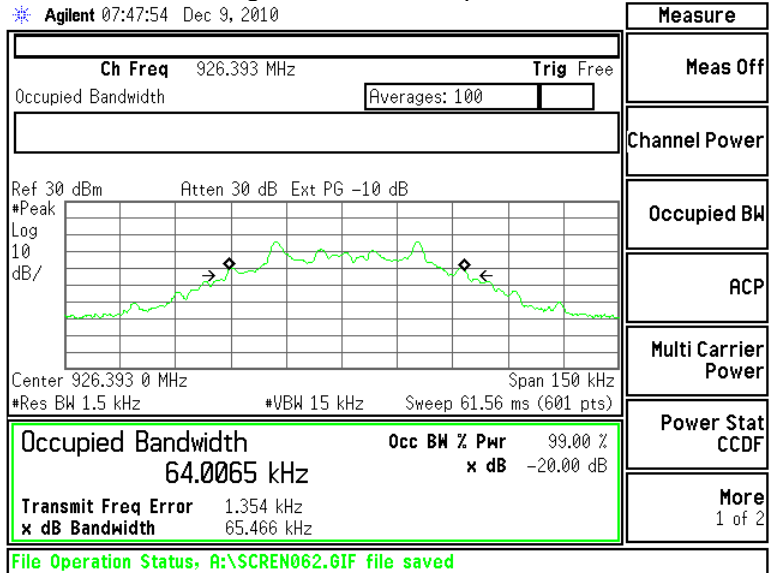 Agilent 07:47:54 Dec 9, 2010
Measure
Ch Freq 926.393 MHz Trig Free
Occupied Bandwidth Averages: 100
Ref 30 dBm Atten 30 dB Ext PG -10 dB
#Peak
Log
10
dB/
Center 926.393 0 MHz Span 150 kHz
#Res BW 1.5 kHz #VBW 15 kHz Sweep 61.56 ms (601 pts)
Occupied Bandwidth Occ BW % Pwr 99.00 %
64.0065 kHz x dB -20.00 dB
Transmit Freq Error 1.354 kHz
x dB Bandwidth 65.466 kHz
File Operation Status, A:\SCREN062.GIF file saved
Meas Off
Channel Power
Occupied BW
ACP
Multi Carrier
Power
Power Stat
CCDF
More
1 of 2